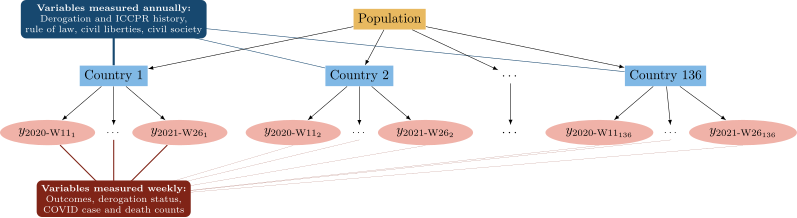 Variables measured annually:
Derogation and ICCPR history,
rule of law, civil liberties, civil society
Population
Country 1
Country 2
...
Country 136
y2020-W11₁
...
y2021-W26₁
y2020-W11₂
...
y2021-W26₂
...
y2020-W11₁₃₆
...
y2021-W26₁₃₆
Variables measured weekly:
Outcomes, derogation status,
COVID case and death counts